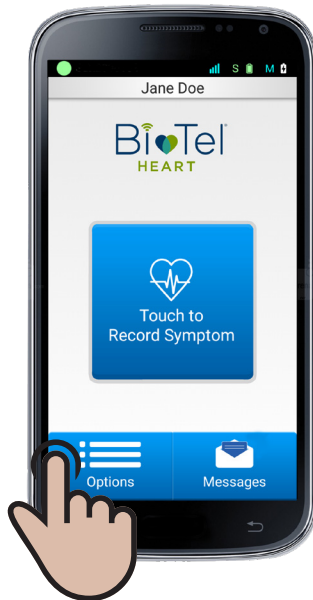 S M
Jane Doe
BioTel
HEART
Touch to
Record Symptom
Options
Messages